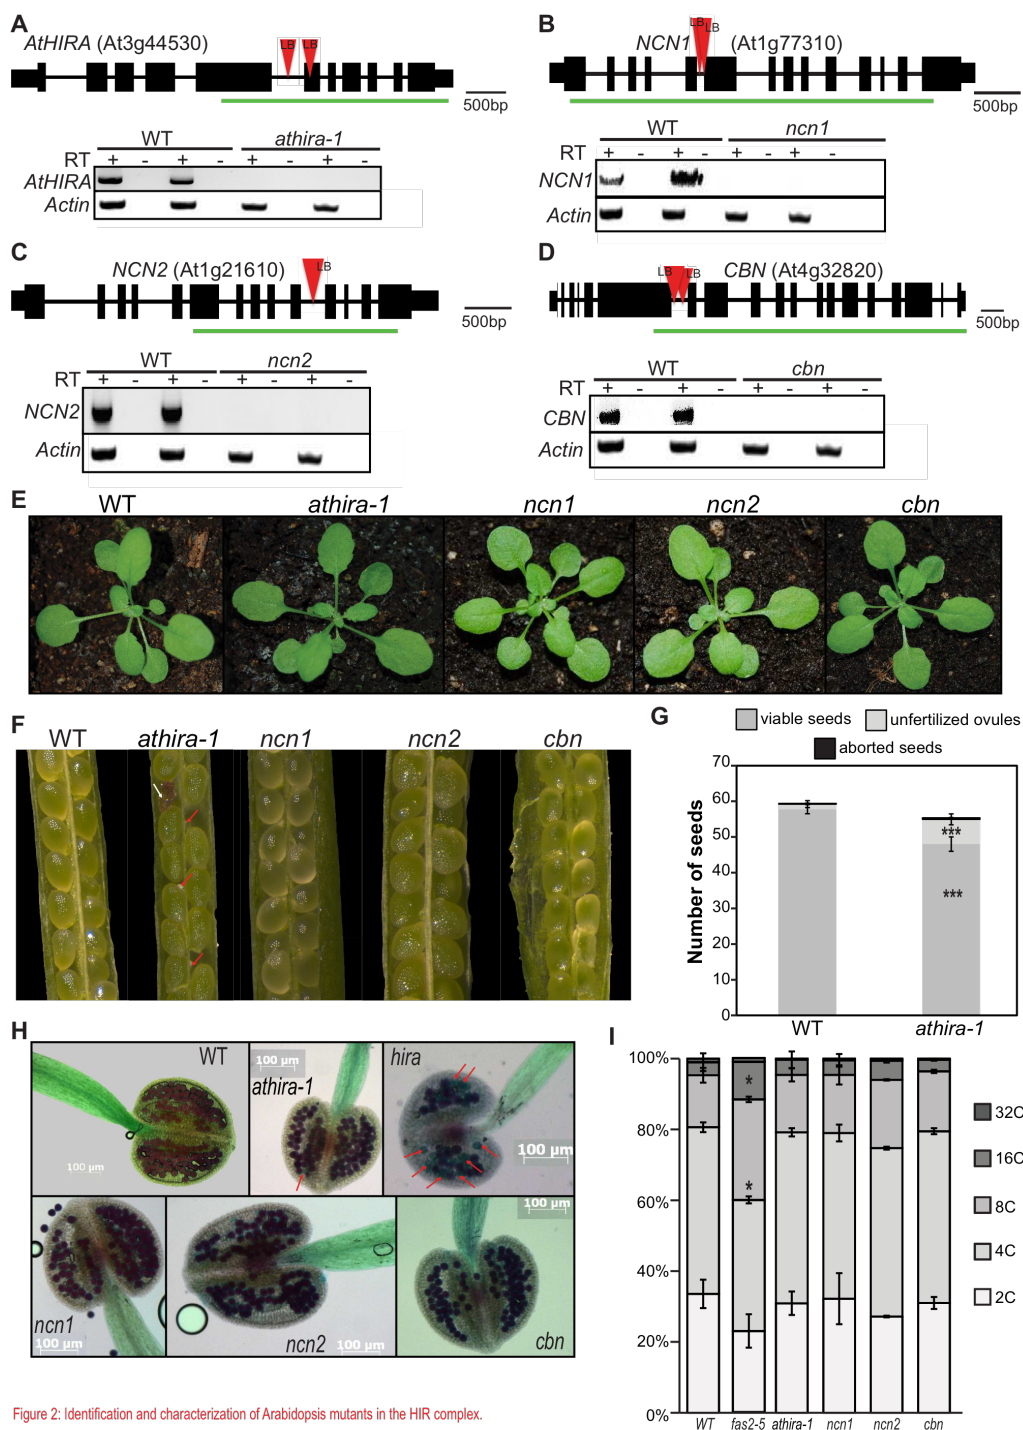 A
AtHIRA (At3g44530)
LB LB
500bp
WT athira-1
RT + - + - + - + -
AtHIRA
Actin
B
NCN1 (At1g77310)
LB LB
500bp
WT ncn1
RT + - + - + - + -
NCN1
Actin
C
NCN2 (At1g21610)
LB
500bp
WT ncn2
RT + - + - + - + -
NCN2
Actin
D
CBN (At4g32820)
LB LB
500bp
WT cbn
RT + - + - + - + -
CBN
Actin
E
WT athira-1 ncn1 ncn2 cbn
F
WT athira-1 ncn1 ncn2 cbn
G
viable seeds unfertilized ovules
aborted seeds
Number of seeds
70
60
50
40
30
20
10
0
***
***
WT athira-1
H
WT
100 µm
athira-1
100 µm
hira
100 µm
ncn1
100 µm
ncn2
100 µm
cbn
100 µm
I
100%
80%
60%
40%
20%
0%
*
*
32C
16C
8C
4C
2C
WT fas2-5 athira-1 ncn1 ncn2 cbn
Figure 2: Identification and characterization of Arabidopsis mutants in the HIR complex.